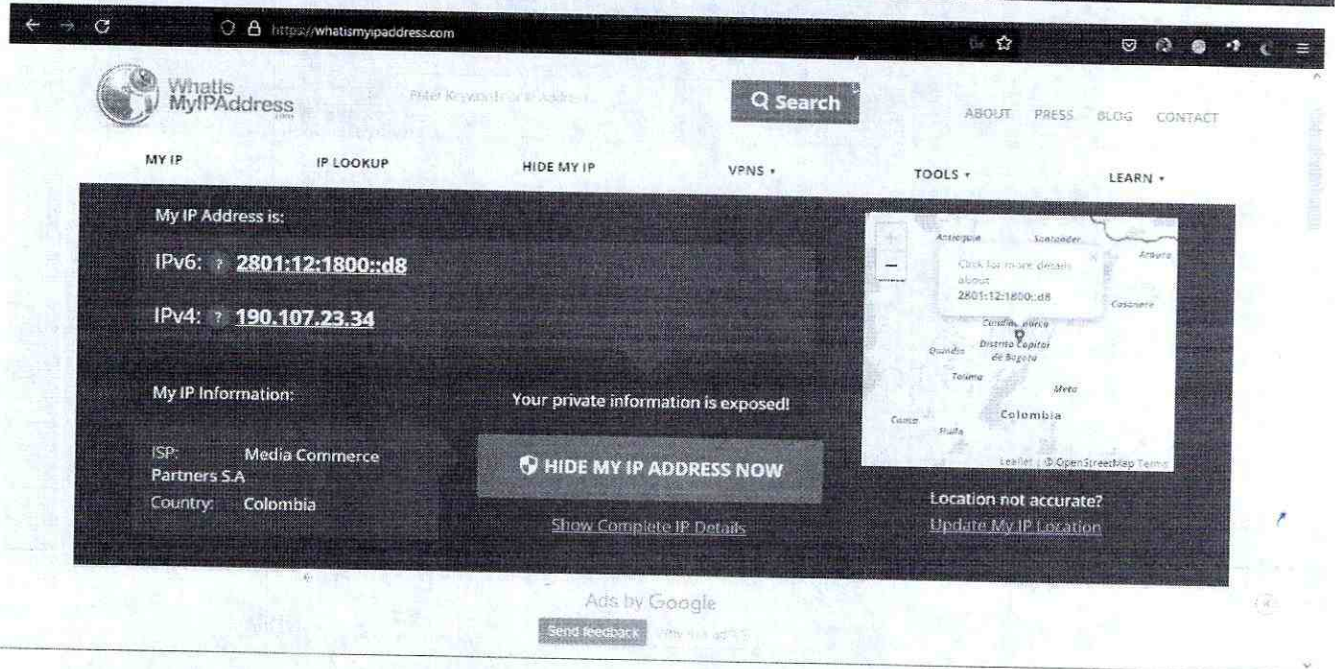 https://whatismyipaddress.com
WhatIs
MyIPAddress
.com
Search
ABOUT PRESS BLOG CONTACT
MY IP IP LOOKUP HIDE MY IP VPNS TOOLS LEARN
My IP Address is:
IPv6: ? 2801:12:1800::d8
IPv4: ? 190.107.23.34
My IP Information:
ISP: Media Commerce
Partners S.A
Country: Colombia
Your private information is exposed!
HIDE MY IP ADDRESS NOW
Show Complete IP Details
Antioquia Santander
Arauca
Click for more details
about
2801:12:1800::d8
Casanare
Distrito Capital
de Bogotá
Tolima
Meta
Colombia
Huila
Leaflet | © OpenStreetMap Terms
Location not accurate?
Update My IP Location
Ads by Google
Send feedback